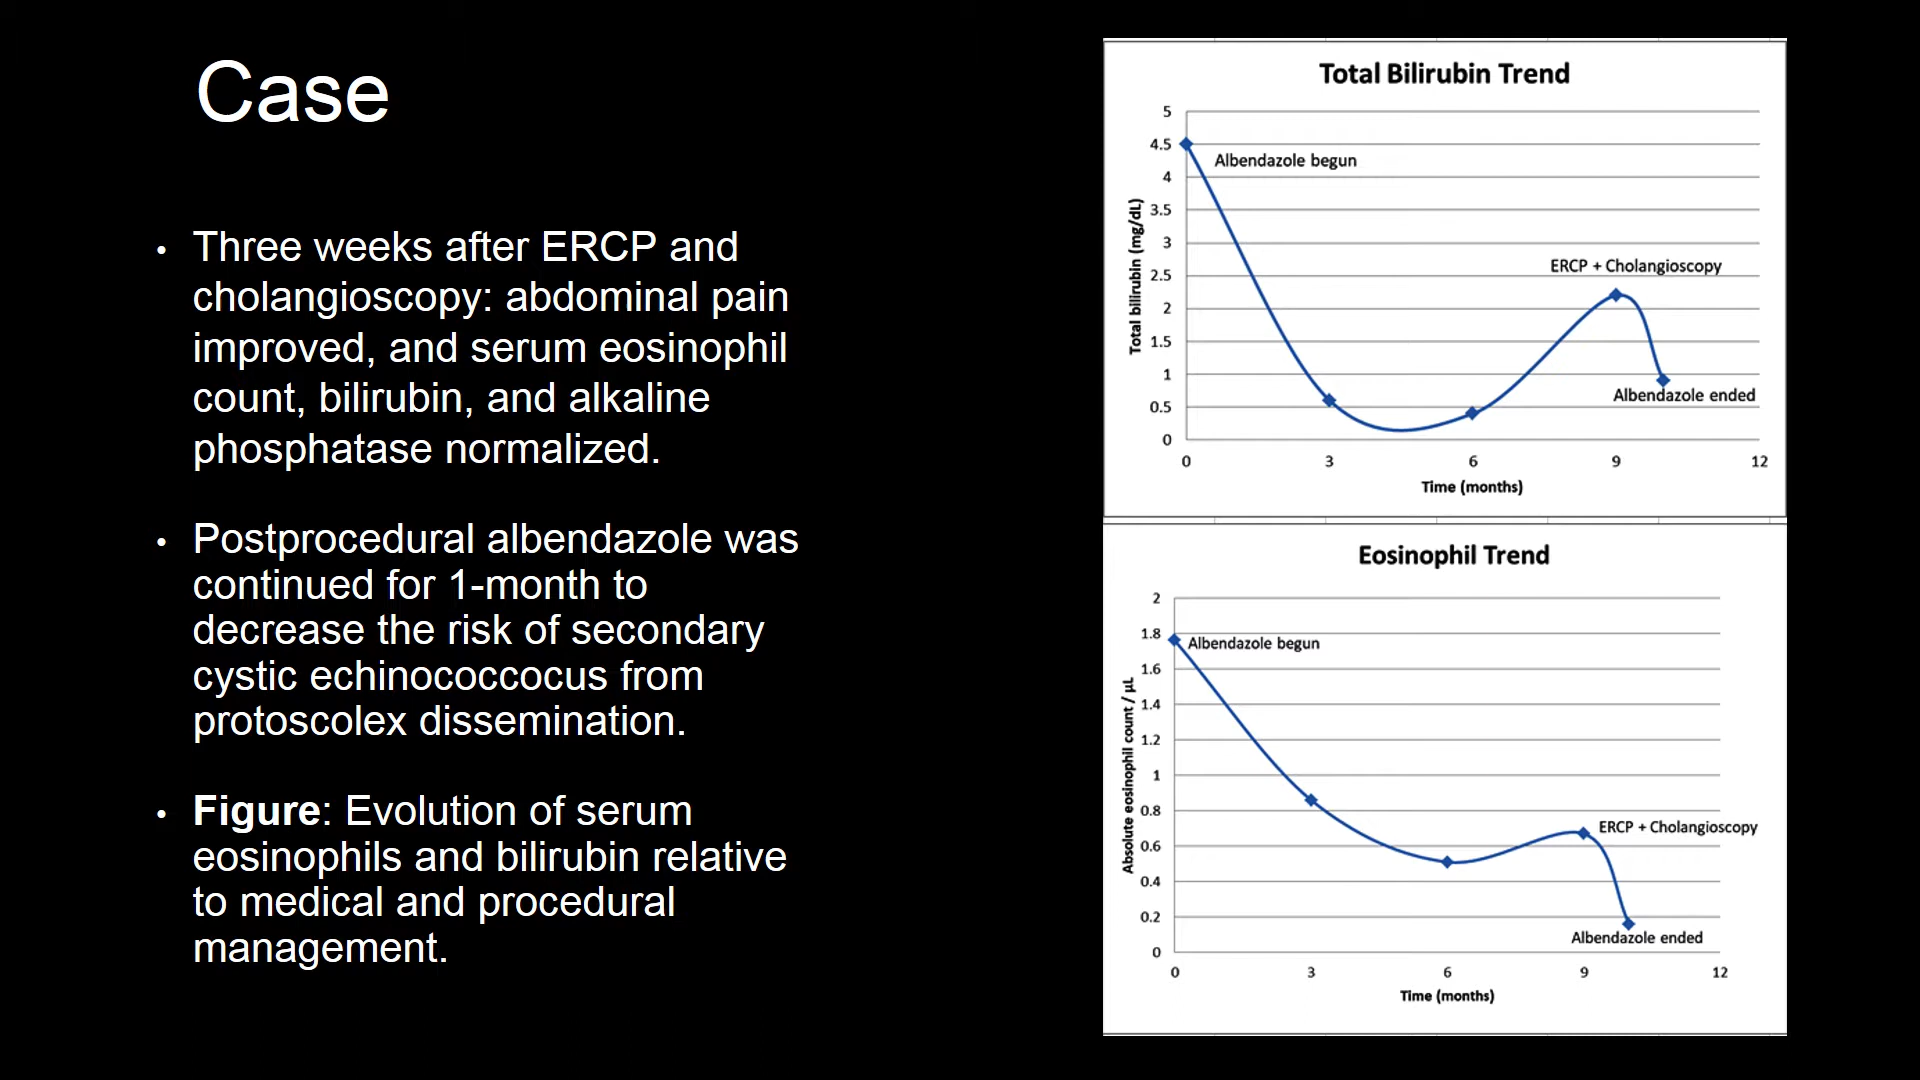 Case
• Three weeks after ERCP and
cholangioscopy: abdominal pain
improved, and serum eosinophil
count, bilirubin, and alkaline
phosphatase normalized.
• Postprocedural albendazole was
continued for 1-month to
decrease the risk of secondary
cystic echinococcocus from
protoscolex dissemination.
• Figure: Evolution of serum
eosinophils and bilirubin relative
to medical and procedural
management.
Total Bilirubin Trend
Total bilirubin (mg/dL)
5
4.5
4
3.5
3
2.5
2
1.5
1
0.5
0
Albendazole begun
ERCP + Cholangioscopy
Albendazole ended
0 3 6 9 12
Time (months)
Eosinophil Trend
Absolute eosinophil count / µL
2
1.8
1.6
1.4
1.2
1
0.8
0.6
0.4
0.2
0
Albendazole begun
ERCP + Cholangioscopy
Albendazole ended
0 3 6 9 12
Time (months)